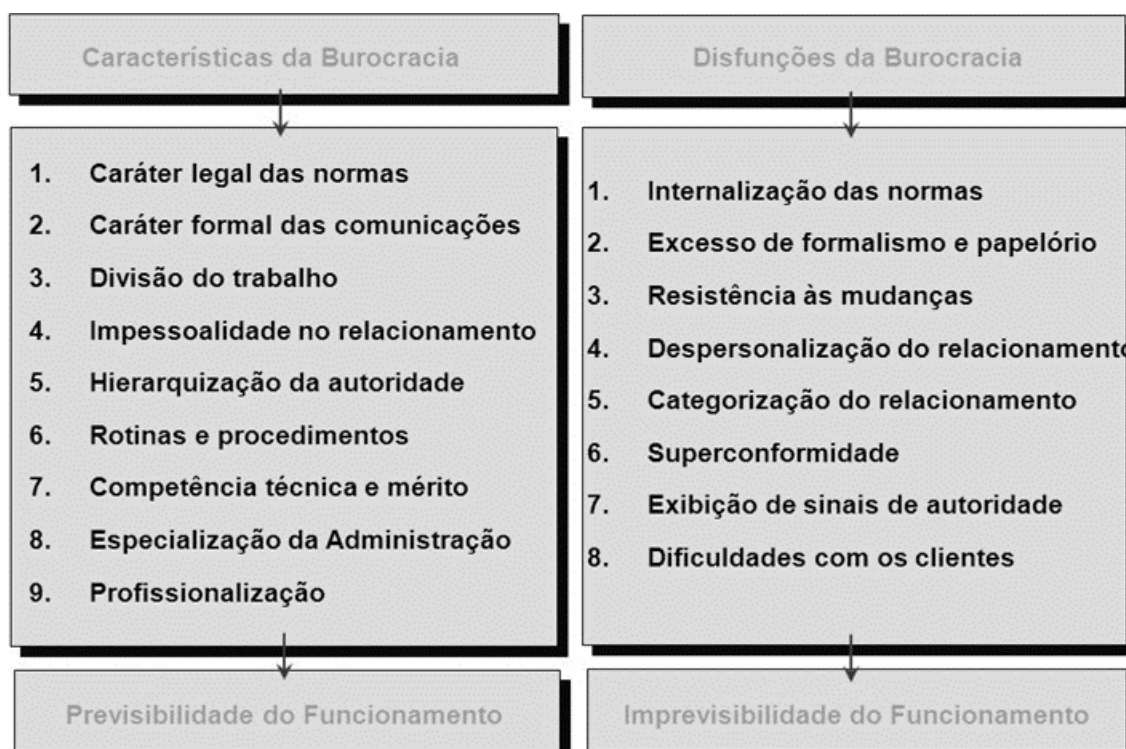 Características da Burocracia
1. Caráter legal das normas
2. Caráter formal das comunicações
3. Divisão do trabalho
4. Impessoalidade no relacionamento
5. Hierarquização da autoridade
6. Rotinas e procedimentos
7. Competência técnica e mérito
8. Especialização da Administração
9. Profissionalização
Previsibilidade do Funcionamento
Disfunções da Burocracia
1. Internalização das normas
2. Excesso de formalismo e papelório
3. Resistência às mudanças
4. Despersonalização do relacionamento
5. Categorização do relacionamento
6. Superconformidade
7. Exibição de sinais de autoridade
8. Dificuldades com os clientes
Imprevisibilidade do Funcionamento